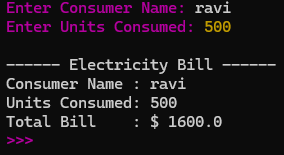 Enter Consumer Name: ravi
Enter Units Consumed: 500
------ Electricity Bill ------
Consumer Name : ravi
Units Consumed: 500
Total Bill    : $ 1600.0
>>>